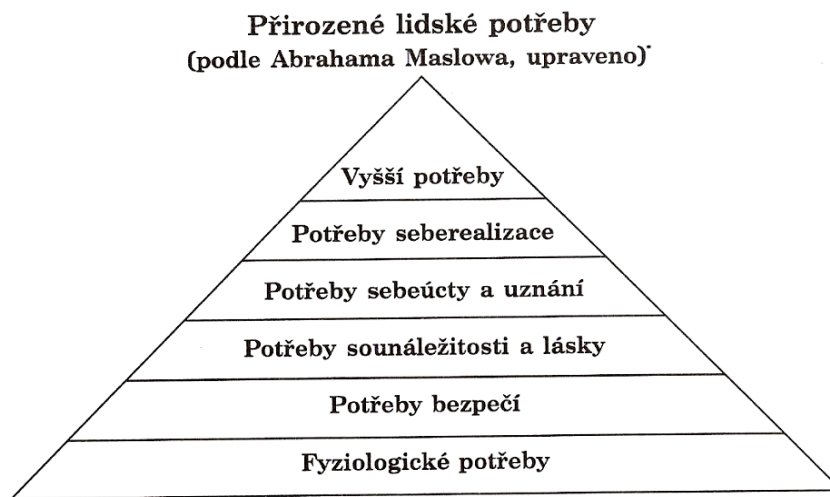 Přirozené lidské potřeby
(podle Abrahama Maslowa, upraveno)*
Vyšší potřeby
Potřeby seberealizace
Potřeby sebeúcty a uznání
Potřeby sounáležitosti a lásky
Potřeby bezpečí
Fyziologické potřeby